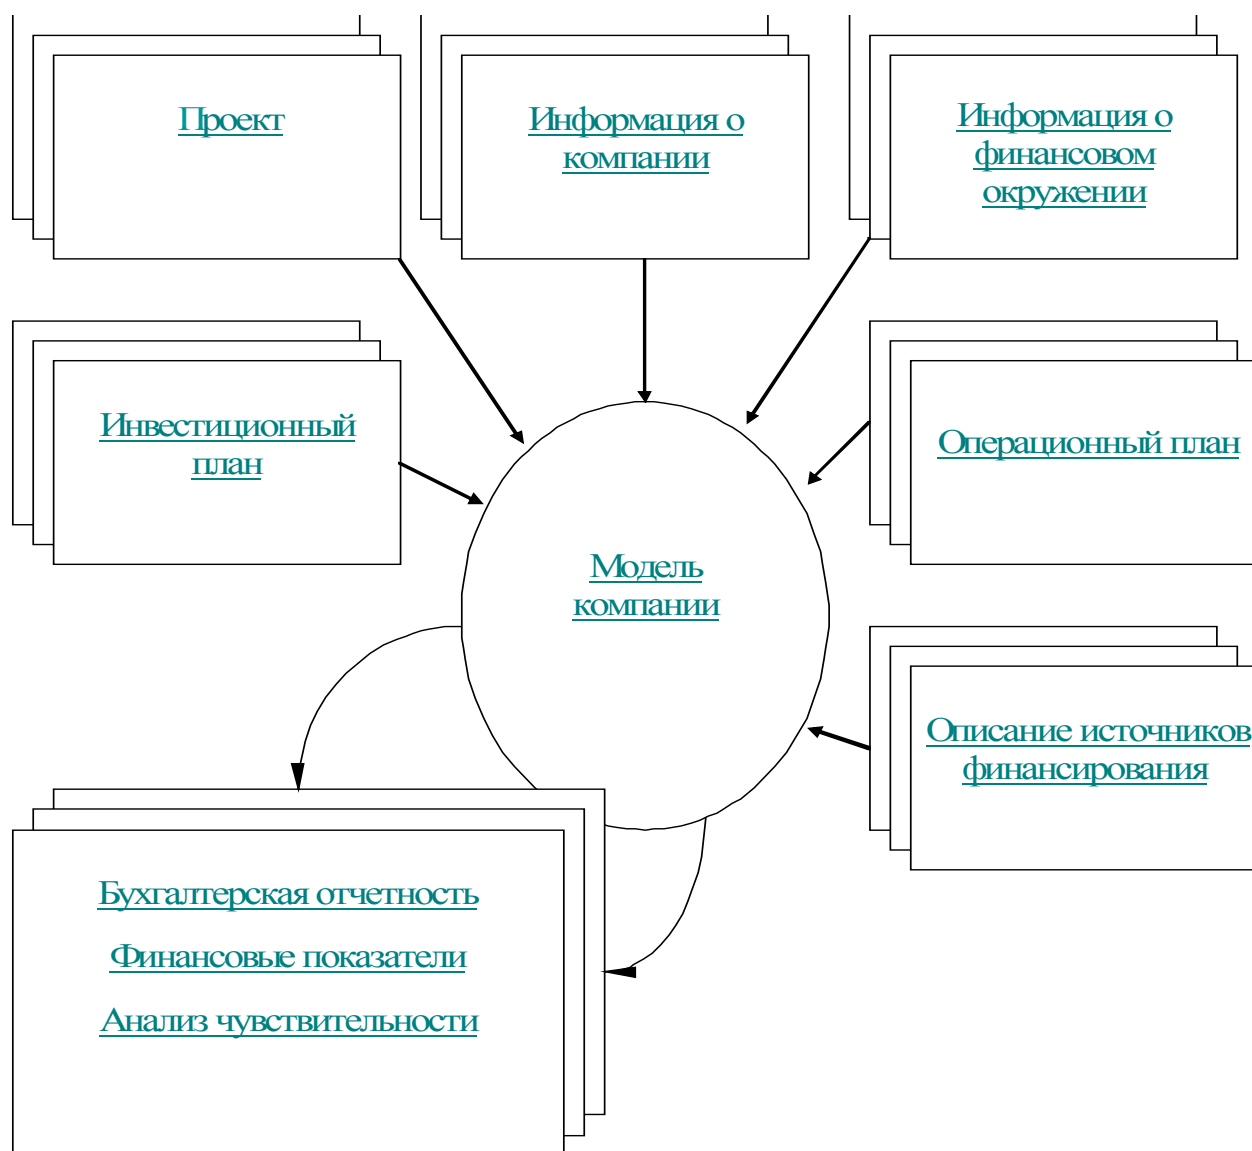 Проект
Информация о
компании
Информация о
финансовом
окружении
Инвестиционный
план
Операционный план
Модель
компании
Описание источников
финансирования
Бухгалтерская отчетность
Финансовые показатели
Анализ чувствительности